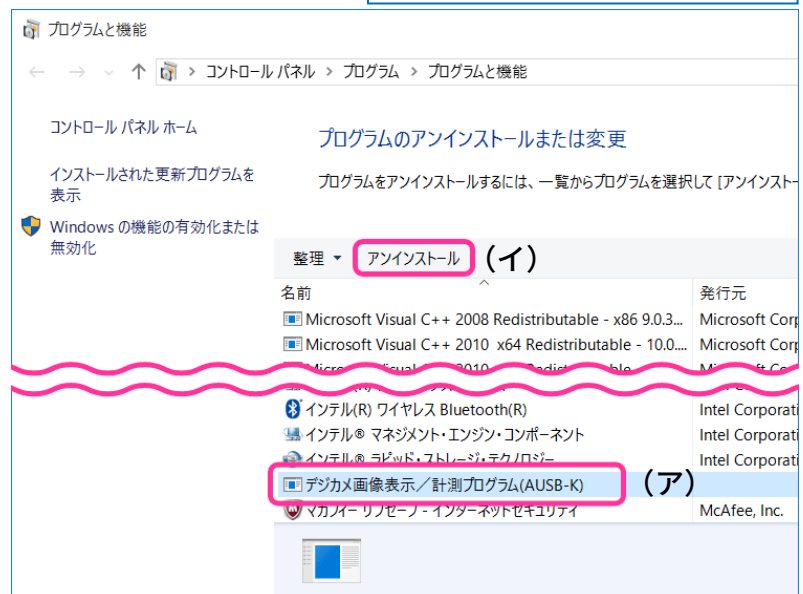 プログラムと機能
コントロール パネル > プログラム > プログラムと機能
コントロール パネル ホーム
インストールされた更新プログラムを
表示
Windows の機能の有効化または
無効化
プログラムのアンインストールまたは変更
プログラムをアンインストールするには、一覧からプログラムを選択して [アンインストー
整理 アンインストール (イ)
名前 発行元
Microsoft Visual C++ 2008 Redistributable - x86 9.0.3... Microsoft Corp
Microsoft Visual C++ 2010 x64 Redistributable - 10.0.... Microsoft Corp
インテル(R) ワイヤレス Bluetooth(R) Intel Corporati
インテル® マネジメント・エンジン・コンポーネント Intel Corporati
インテル® ラピッド・ストレージ・テクノロジー Intel Corporati
デジカメ画像表示／計測プログラム(AUSB-K) (ア)
マカフィー リブセーフ - インターネットセキュリティ McAfee, Inc.